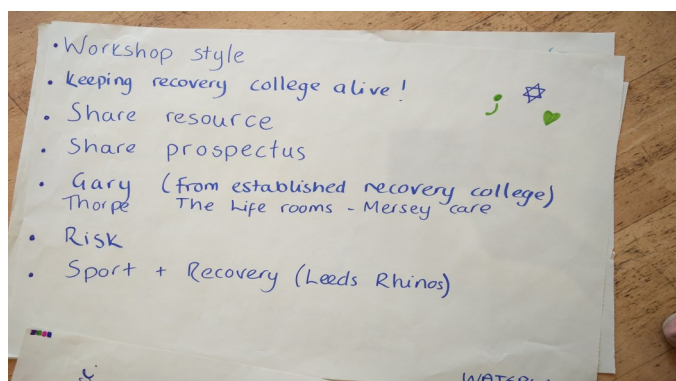 • Workshop style
• Keeping recovery college alive!
• Share resource
• Share prospectus
• Gary (from established recovery college)
Thorpe The Life rooms - Mersey care
• Risk
• Sport + Recovery (Leeds Rhinos)